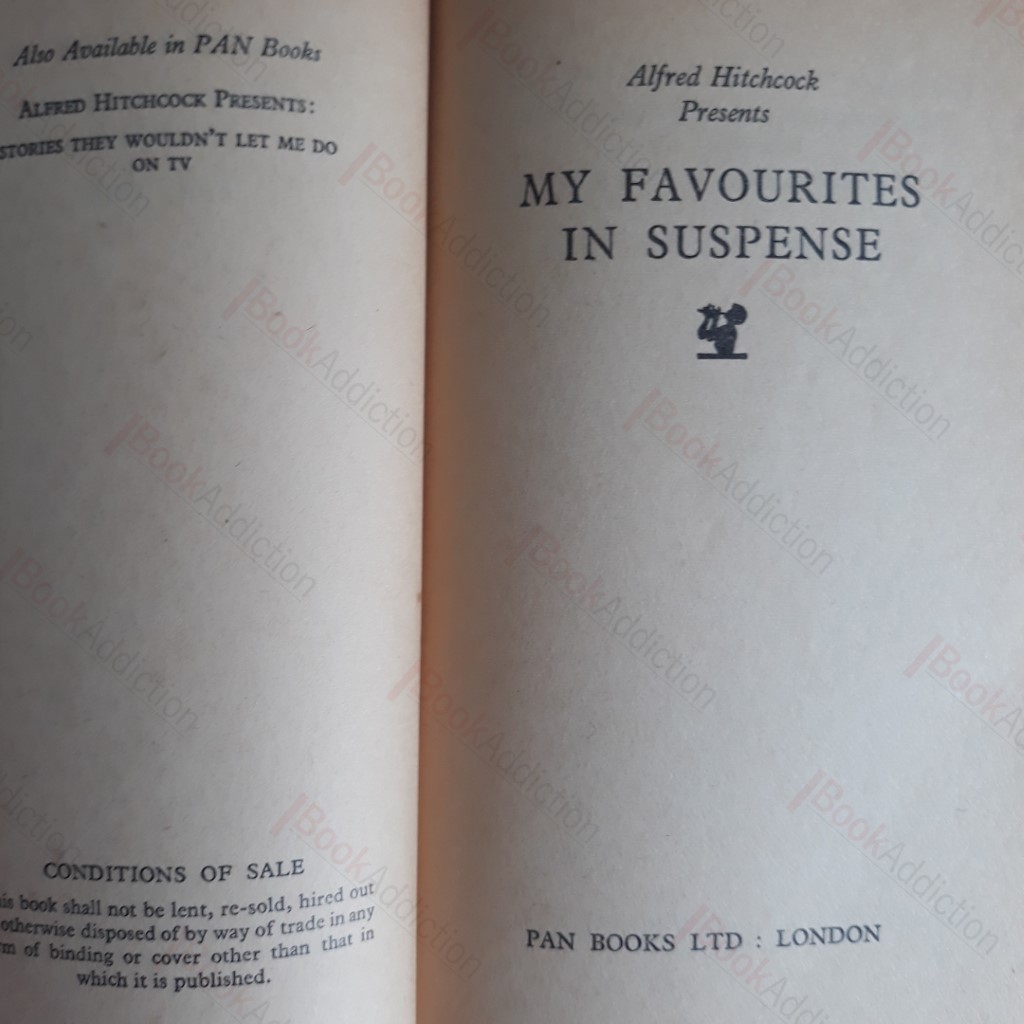 Also Available in PAN Books
ALFRED HITCHCOCK PRESENTS:
STORIES THEY WOULDN'T LET ME DO
ON TV
CONDITIONS OF SALE
book shall not be lent, re-sold, hired out
otherwise disposed of by way of trade in any
of binding or cover other than that in
which it is published.
Alfred Hitchcock
Presents
MY FAVOURITES
IN SUSPENSE
PAN BOOKS LTD : LONDON
BookAddiction